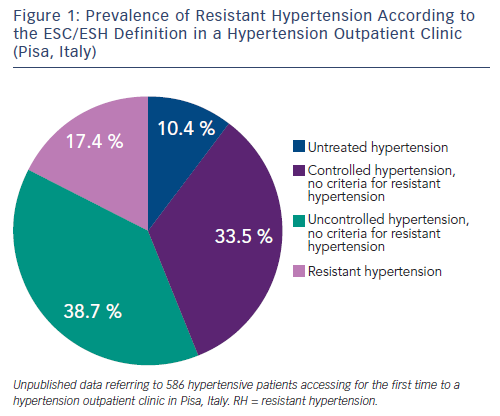 Figure 1: Prevalence of Resistant Hypertension According to
the ESC/ESH Definition in a Hypertension Outpatient Clinic
(Pisa, Italy)
10.4 %
17.4 %
33.5 %
38.7 %
Untreated hypertension
Controlled hypertension,
no criteria for resistant
hypertension
Uncontrolled hypertension,
no criteria for resistant
hypertension
Resistant hypertension
Unpublished data referring to 586 hypertensive patients accessing for the first time to a
hypertension outpatient clinic in Pisa, Italy. RH = resistant hypertension.